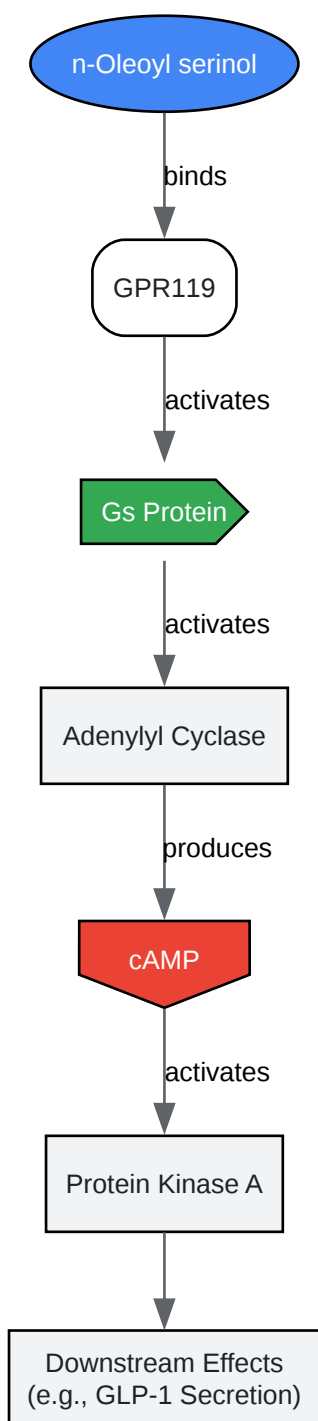 n-Oleoyl serinol
binds
GPR119
activates
Gs Protein
activates
Adenylyl Cyclase
produces
cAMP
activates
Protein Kinase A
Downstream Effects
(e.g., GLP-1 Secretion)